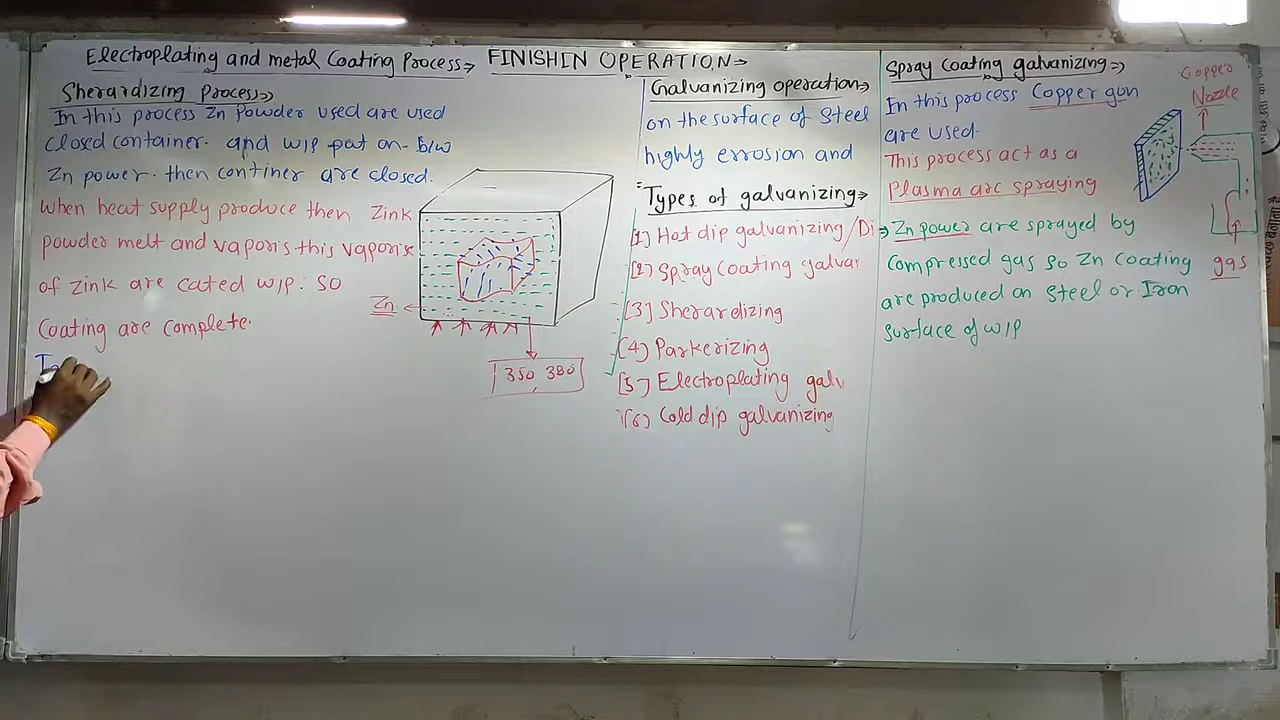 Electroplating and metal Coating Process→ FINISHIN OPERATION→
Sherardizing Process→
In this process Zn Powder used are used
closed container. and W/P put on- b/w
Zn power. then continer are closed.
when heat supply produce then Zink
powder melt and vaporis this vaporise
of zink are cated W/P: SO
Coating are complete.
Zn
350 380
Galvanizing operation→
on the surface of Steel
highly errosion and
Types of galvanizing→
[1] Hot dip galvanizing / Di
[2] Spray Coating galvar
[3] Sherardizing
[4] Parkerizing
[5] Electroplating galv
(6) Cold dip galvanizing
Spray Coating galvanizing→
In this process Copper gun
are used.
This process act as a
Plasma arc spraying
→ Zn power are sprayed by
Compressed gas so Zn Coating
are produced on Steel or Iron
Surface of W/P
Copper
Nozzle
gas